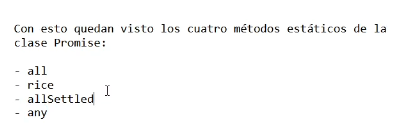 Con esto quedan visto los cuatro métodos estáticos de la
clase Promise:
- all
- rice
- allSettled
- any